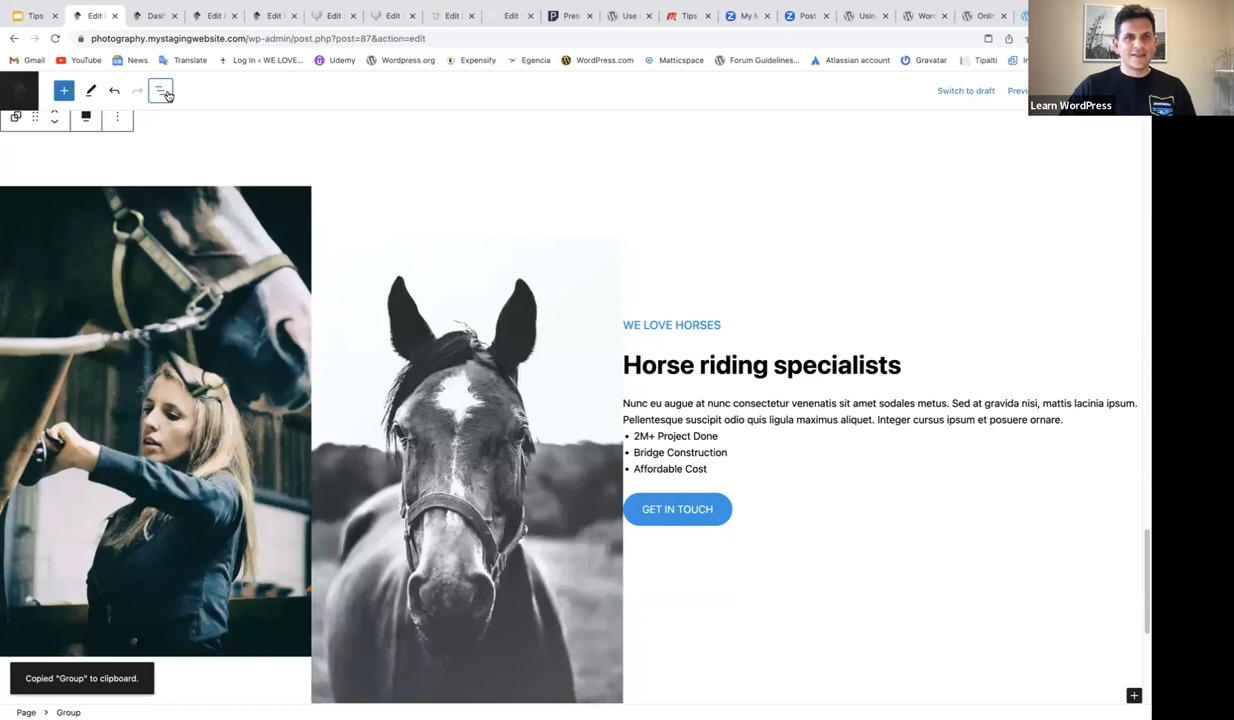 Tips
Edit
Dash
Edit
Edit
Edit
Edit
Edit
Edit
Pres
Use
Tips
My
Post
Using
Word
Onlin
photography.mystagingwebsite.com/wp-admin/post.php?post=87&action=edit
Gmail
YouTube
News
Translate
Log In ‹ WE LOVE...
Udemy
Wordpress.org
Expensify
Egencia
WordPress.com
Matticspace
Forum Guidelines...
Atlassian account
Gravatar
Tipalti
Switch to draft
Learn WordPress
WE LOVE HORSES
Horse riding specialists
Nunc eu augue at nunc consectetur venenatis sit amet sodales metus. Sed at gravida nisi, mattis lacinia ipsum.
Pellentesque suscipit odio quis ligula maximus aliquet. Integer cursus ipsum et posuere ornare.
• 2M+ Project Done
• Bridge Construction
• Affordable Cost
GET IN TOUCH
Copied "Group" to clipboard.
Page > Group